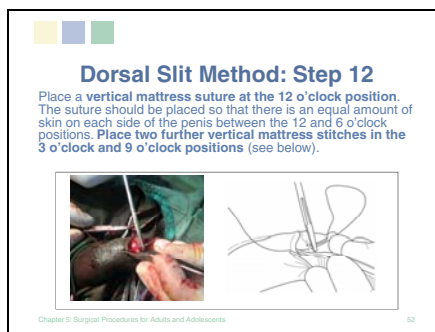 Dorsal Slit Method: Step 12
Place a vertical mattress suture at the 12 o'clock position.
The suture should be placed so that there is an equal amount of
skin on each side of the penis between the 12 and 6 o'clock
positions. Place two further vertical mattress stitches in the
3 o'clock and 9 o'clock positions (see below).
Chapter 5: Surgical Procedures for Adults and Adolescents
52